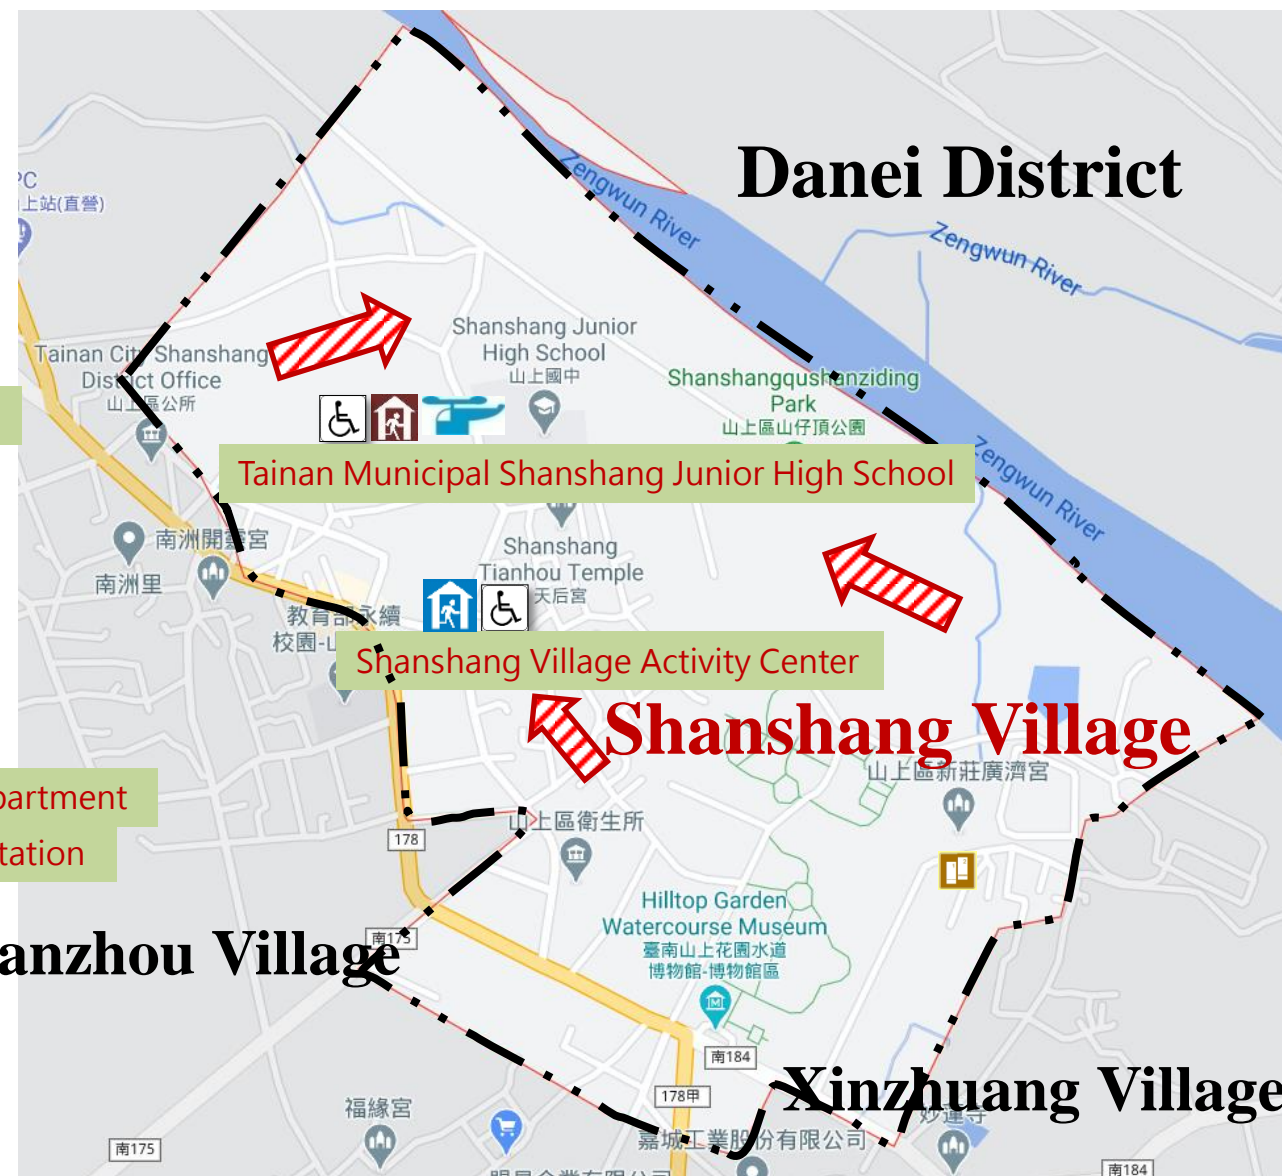 Danei District
PC
上站(直營)
Zengwun River
Zengwun River
Shanshang Junior
High School
山上國中
Tainan City Shanshang
District Office
山上區公所
Shanshangqushanziding
Park
山上區山仔頂公園
Tainan Municipal Shanshang Junior High School
Zengwun River
南洲開雲宮
南洲里
Shanshang
Tianhou Temple
天后宮
教育部永續
校園-山
Shanshang Village Activity Center
Shanshang Village
山上區新莊廣濟宮
partment
tation
山上區衛生所
178
Hilltop Garden
Watercourse Museum
臺南山上花園水道
博物館-博物館區
anzhou Village
南175
南184
178甲
Xinzhuang Village
福緣宮
妙蓮寺
嘉城工業股份有限公司
南175
南184